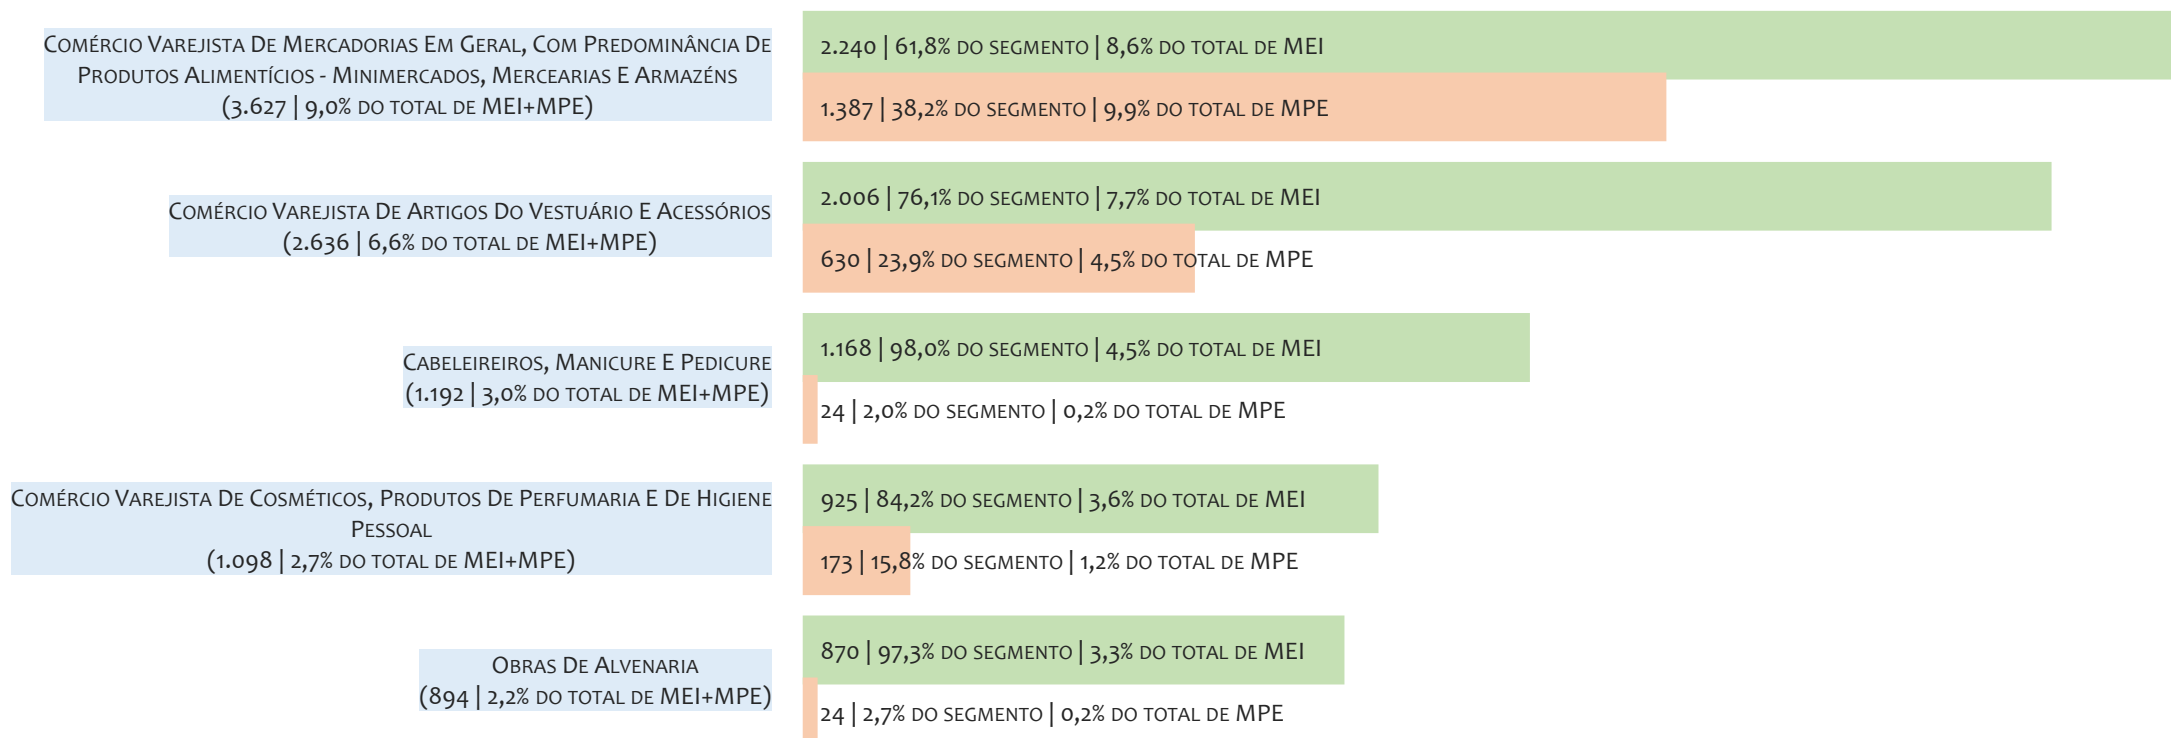 Comércio Varejista De Mercadorias Em Geral, Com Predominância De
Produtos Alimentícios - Minimercados, Mercearias E Armazéns
(3.627 | 9,0% do total de MEI+MPE)
2.240 | 61,8% do segmento | 8,6% do total de MEI
1.387 | 38,2% do segmento | 9,9% do total de MPE
Comércio Varejista De Artigos Do Vestuário E Acessórios
(2.636 | 6,6% do total de MEI+MPE)
2.006 | 76,1% do segmento | 7,7% do total de MEI
630 | 23,9% do segmento | 4,5% do total de MPE
Cabeleireiros, Manicure E Pedicure
(1.192 | 3,0% do total de MEI+MPE)
1.168 | 98,0% do segmento | 4,5% do total de MEI
24 | 2,0% do segmento | 0,2% do total de MPE
Comércio Varejista De Cosméticos, Produtos De Perfumaria E De Higiene
Pessoal
(1.098 | 2,7% do total de MEI+MPE)
925 | 84,2% do segmento | 3,6% do total de MEI
173 | 15,8% do segmento | 1,2% do total de MPE
Obras De Alvenaria
(894 | 2,2% do total de MEI+MPE)
870 | 97,3% do segmento | 3,3% do total de MEI
24 | 2,7% do segmento | 0,2% do total de MPE